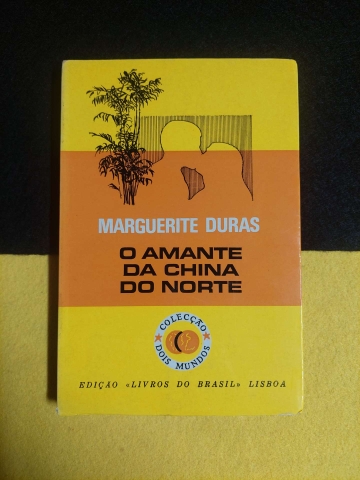 MARGUERITE DURAS
O AMANTE
DA CHINA
DO NORTE
COLECÇÃO
DOIS MUNDOS
EDIÇÃO «LIVROS DO BRASIL» LISBOA